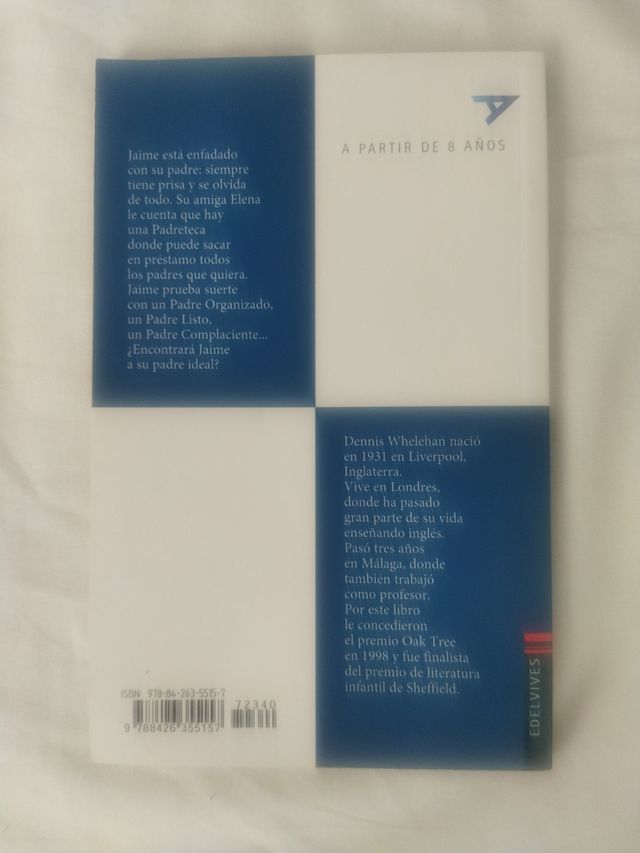 A PARTIR DE 8 AÑOS
Jaime está enfadado
con su padre: siempre
tiene prisa y se olvida
de todo. Su amiga Elena
le cuenta que hay
una Padreteca
donde puede sacar
en préstamo todos
los padres que quiera.
Jaime prueba suerte
con un Padre Organizado,
un Padre Listo,
un Padre Complaciente...
¿Encontrará Jaime
a su padre ideal?
Dennis Whelehan nació
en 1931 en Liverpool,
Inglaterra.
Vive en Londres,
donde ha pasado
gran parte de su vida
enseñando inglés.
Pasó tres años
en Málaga, donde
también trabajó
como profesor.
Por este libro
le concedieron
el premio Oak Tree
en 1998 y fue finalista
del premio de literatura
infantil de Sheffield.
ISBN: 978-84-263-5515-7
72340
9 788426 355157
EDELVIVES